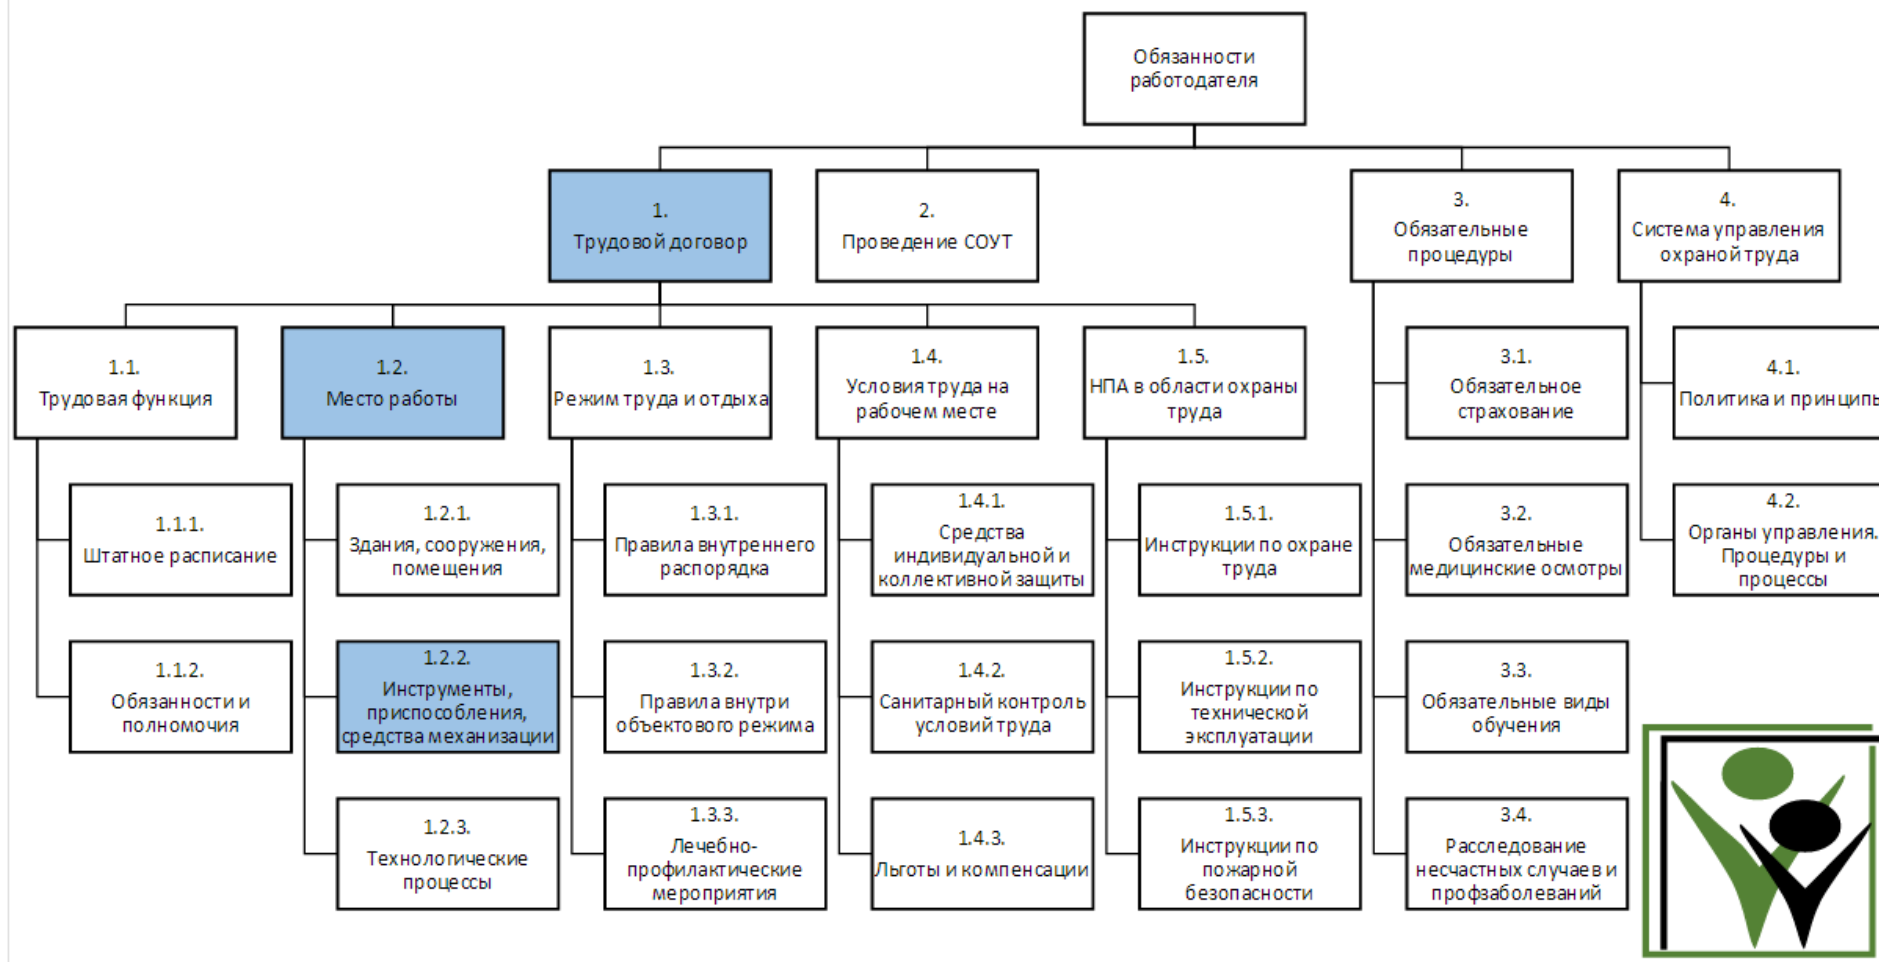 Обязанности
работодателя
1.
Трудовой договор
2.
Проведение СОУТ
3.
Обязательные
процедуры
4.
Система управления
охраной труда
1.1.
Трудовая функция
1.2.
Место работы
1.3.
Режим труда и отдыха
1.4.
Условия труда на
рабочем месте
1.5.
НПА в области охраны
труда
3.1.
Обязательное
страхование
4.1.
Политика и принципы
1.1.1.
Штатное расписание
1.2.1.
Здания, сооружения,
помещения
1.3.1.
Правила внутреннего
распорядка
1.4.1.
Средства
индивидуальной и
коллективной защиты
1.5.1.
Инструкции по охране
труда
3.2.
Обязательные
медицинские осмотры
4.2.
Органы управления.
Процедуры и
процессы
1.1.2.
Обязанности и
полномочия
1.2.2.
Инструменты,
приспособления,
средства механизации
1.3.2.
Правила внутри
объектового режима
1.4.2.
Санитарный контроль
условий труда
1.5.2.
Инструкции по
технической
эксплуатации
3.3.
Обязательные виды
обучения
1.2.3.
Технологические
процессы
1.3.3.
Лечебно-
профилактические
мероприятия
1.4.3.
Льготы и компенсации
1.5.3.
Инструкции по
пожарной
безопасности
3.4.
Расследование
несчастных случаев и
профзаболеваний